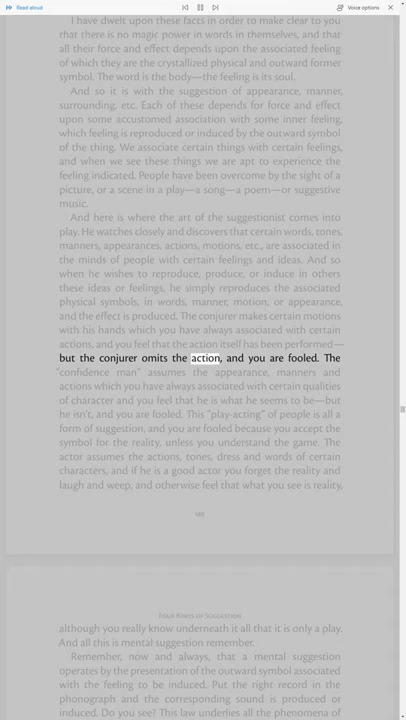 Read aloud
Voice options
I have dwelt upon these facts in order to make clear to you
that there is no magic power in words in themselves, and that
all their force and effect depends upon the associated feeling
of which they are the crystallized physical and outward former
symbol. The word is the body—the feeling is its soul.
And so it is with the suggestion of appearance, manner,
surrounding, etc. Each of these depends for force and effect
upon some accustomed association with some inner feeling,
which feeling is reproduced or induced by the outward symbol
of the thing. We associate certain things with certain feelings,
and when we see these things we are apt to experience the
feeling indicated. People have been overcome by the sight of a
picture, or a scene in a play—a song—a poem—or suggestive
music.
And here is where the art of the suggestionist comes into
play. He watches closely and discovers that certain words, tones,
manners, appearances, actions, motions, etc., are associated in
the minds of people with certain feelings and ideas. And so
when he wishes to reproduce, produce, or induce in others
these ideas or feelings, he simply reproduces the associated
physical symbols, in words, manner, motion, or appearance,
and the effect is produced. The conjurer makes certain motions
with his hands which you have always associated with certain
actions, and you feel that the action itself has been performed—
but the conjurer omits the action, and you are fooled. The
"confidence man" assumes the appearance, manners and
actions which you have always associated with certain qualities
of character and you feel that he is what he seems to be—but
he isn't, and you are fooled. This "play-acting" of people is all a
form of suggestion, and you are fooled because you accept the
symbol for the reality, unless you understand the game. The
actor assumes the actions, tones, dress and words of certain
characters, and if he is a good actor you forget the reality and
laugh and weep, and otherwise feel that what you see is reality,
Four Kinds of Suggestion
although you really know underneath it all that it is only a play.
And all this is mental suggestion remember.
Remember, now and always, that a mental suggestion
operates by the presentation of the outward symbol associated
with the feeling to be induced. Put the right record in the
phonograph and the corresponding sound is produced or
induced. Do you see? This law underlies all the phenomena of